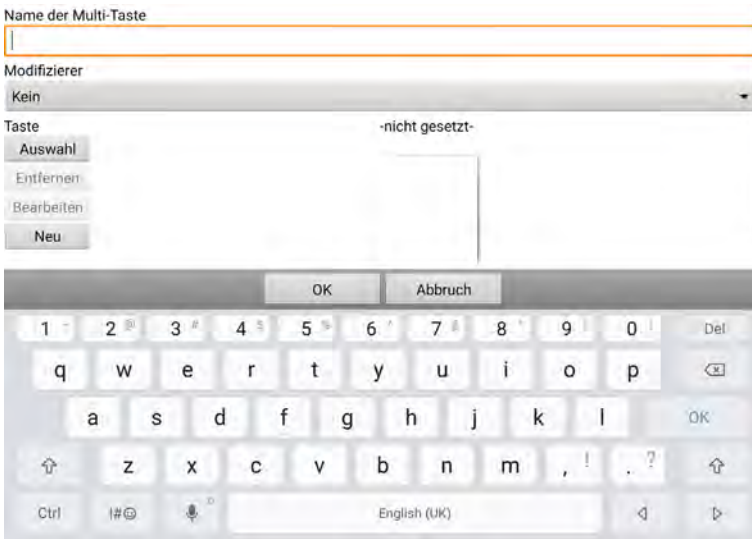 Name der Multi-Taste
Modifizierer
Kein
Taste -nicht gesetzt-
Auswahl
Entfernen
Bearbeiten
Neu
OK Abbruch
1 2 @ 3 # 4 $ 5 % 6 ^ 7 & 8 * 9 0 Del
q w e r t y u i o p
a s d f g h j k l OK
z x c v b n m , ! . ?
Ctrl !#☺ English (UK)